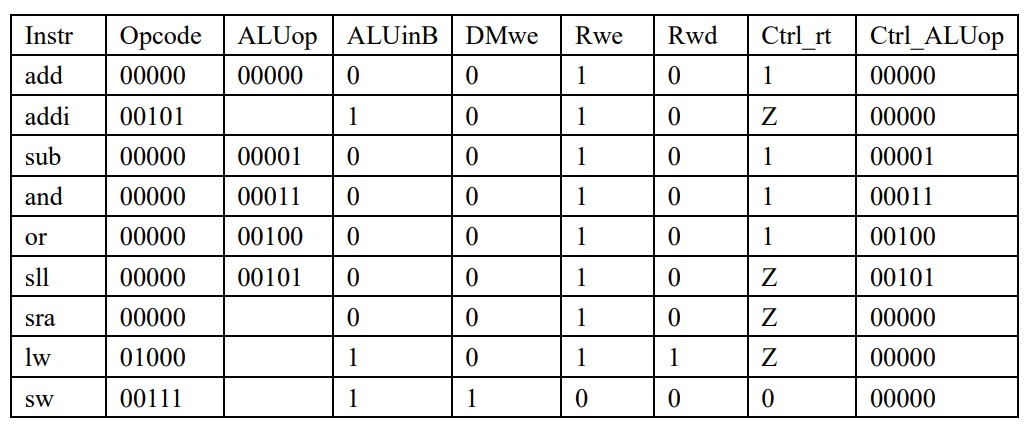 Instr Opcode ALUop ALUinB DMwe Rwe Rwd Ctrl_rt Ctrl_ALUop
add 00000 00000 0 0 1 0 1 00000
addi 00101 1 0 1 0 Z 00000
sub 00000 00001 0 0 1 0 1 00001
and 00000 00011 0 0 1 0 1 00011
or 00000 00100 0 0 1 0 1 00100
sll 00000 00101 0 0 1 0 Z 00101
sra 00000 0 0 1 0 Z 00000
lw 01000 1 0 1 1 Z 00000
sw 00111 1 1 0 0 0 00000